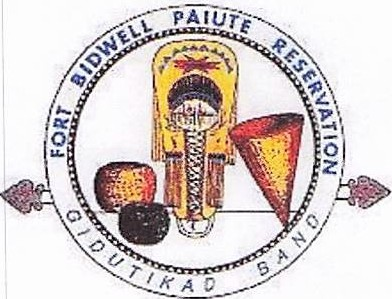 FORT BIDWELL PAIUTE RESERVATION
GIDUTIKAD BAND